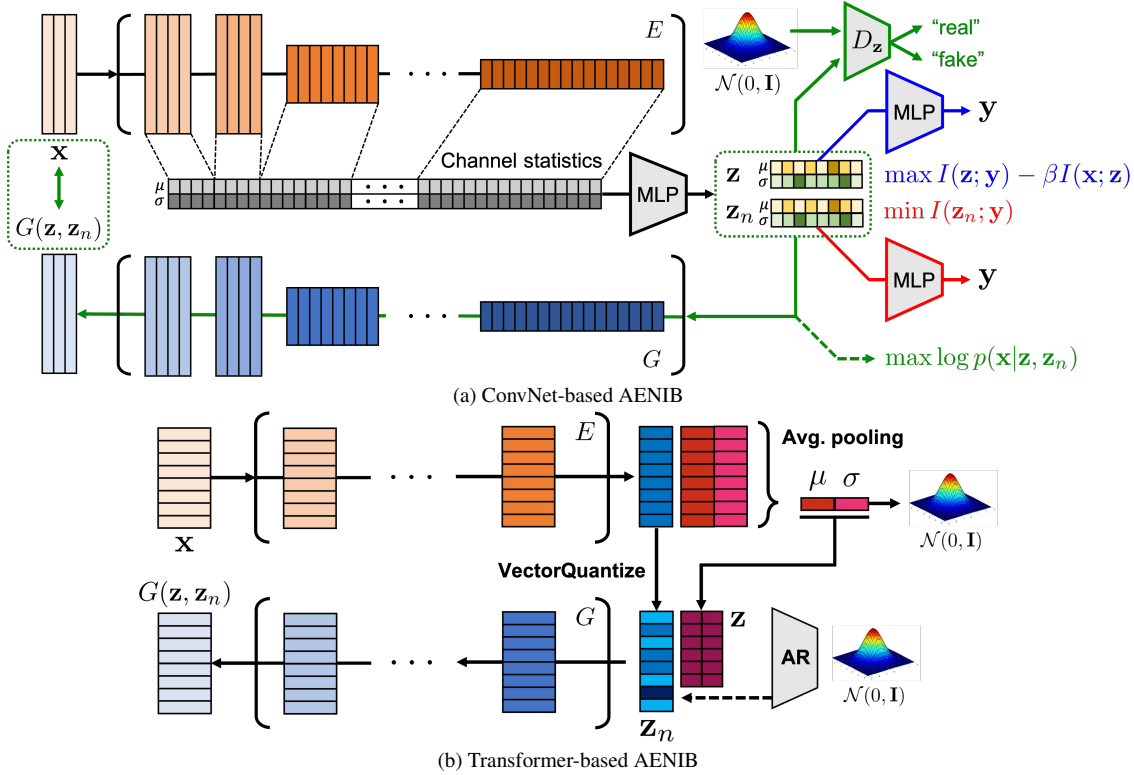 E
N(0, I)
D_z
"real"
"fake"
MLP
y
x
G(z, z_n)
Channel statistics
μ
σ
. . .
MLP
z
μ
σ
z_n
μ
σ
max I(z; y) − βI(x; z)
min I(z_n; y)
MLP
y
. . .
. . .
G
max log p(x|z, z_n)
(a) ConvNet-based AENIB
x
. . .
E
Avg. pooling
μ σ
N(0, I)
VectorQuantize
G(z, z_n)
. . .
G
z
z_n
AR
N(0, I)
(b) Transformer-based AENIB